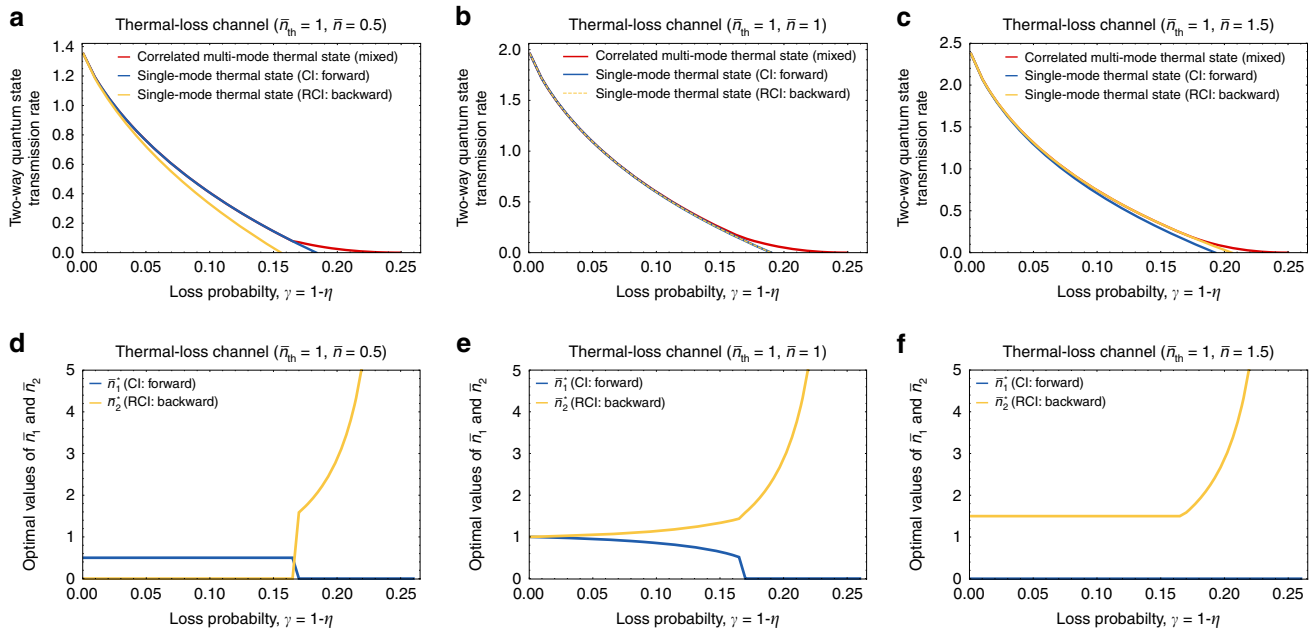 a
Thermal-loss channel (n̄th = 1, n̄ = 0.5)
Two-way quantum state
transmission rate
1.4
1.2
1.0
0.8
0.6
0.4
0.2
0.0
Correlated multi-mode thermal state (mixed)
Single-mode thermal state (CI: forward)
Single-mode thermal state (RCI: backward)
0.00 0.05 0.10 0.15 0.20 0.25
Loss probabilty, γ = 1-η
b
Thermal-loss channel (n̄th = 1, n̄ = 1)
Two-way quantum state
transmission rate
2.0
1.5
1.0
0.5
0.0
Correlated multi-mode thermal state (mixed)
Single-mode thermal state (CI: forward)
Single-mode thermal state (RCI: backward)
0.00 0.05 0.10 0.15 0.20 0.25
Loss probabilty, γ = 1-η
c
Thermal-loss channel (n̄th = 1, n̄ = 1.5)
Two-way quantum state
transmission rate
2.5
2.0
1.5
1.0
0.5
0.0
Correlated multi-mode thermal state (mixed)
Single-mode thermal state (CI: forward)
Single-mode thermal state (RCI: backward)
0.00 0.05 0.10 0.15 0.20 0.25
Loss probabilty, γ = 1-η
d
Thermal-loss channel (n̄th = 1, n̄ = 0.5)
Optimal values of n̄1 and n̄2
5
4
3
2
1
0
n̄1* (CI: forward)
n̄2* (RCI: backward)
0.00 0.05 0.10 0.15 0.20 0.25
Loss probabilty, γ = 1-η
e
Thermal-loss channel (n̄th = 1, n̄ = 1)
Optimal values of n̄1 and n̄2
5
4
3
2
1
0
n̄1* (CI: forward)
n̄2* (RCI: backward)
0.00 0.05 0.10 0.15 0.20 0.25
Loss probabilty, γ = 1-η
f
Thermal-loss channel (n̄th = 1, n̄ = 1.5)
Optimal values of n̄1 and n̄2
5
4
3
2
1
0
n̄1* (CI: forward)
n̄2* (RCI: backward)
0.00 0.05 0.10 0.15 0.20 0.25
Loss probabilty, γ = 1-η